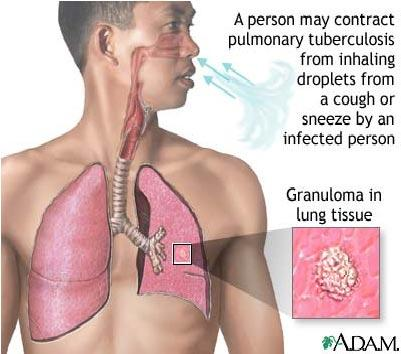 A person may contract
pulmonary tuberculosis
from inhaling
droplets from
a cough or
sneeze by an
infected person
Granuloma in
lung tissue
A.D.A.M.